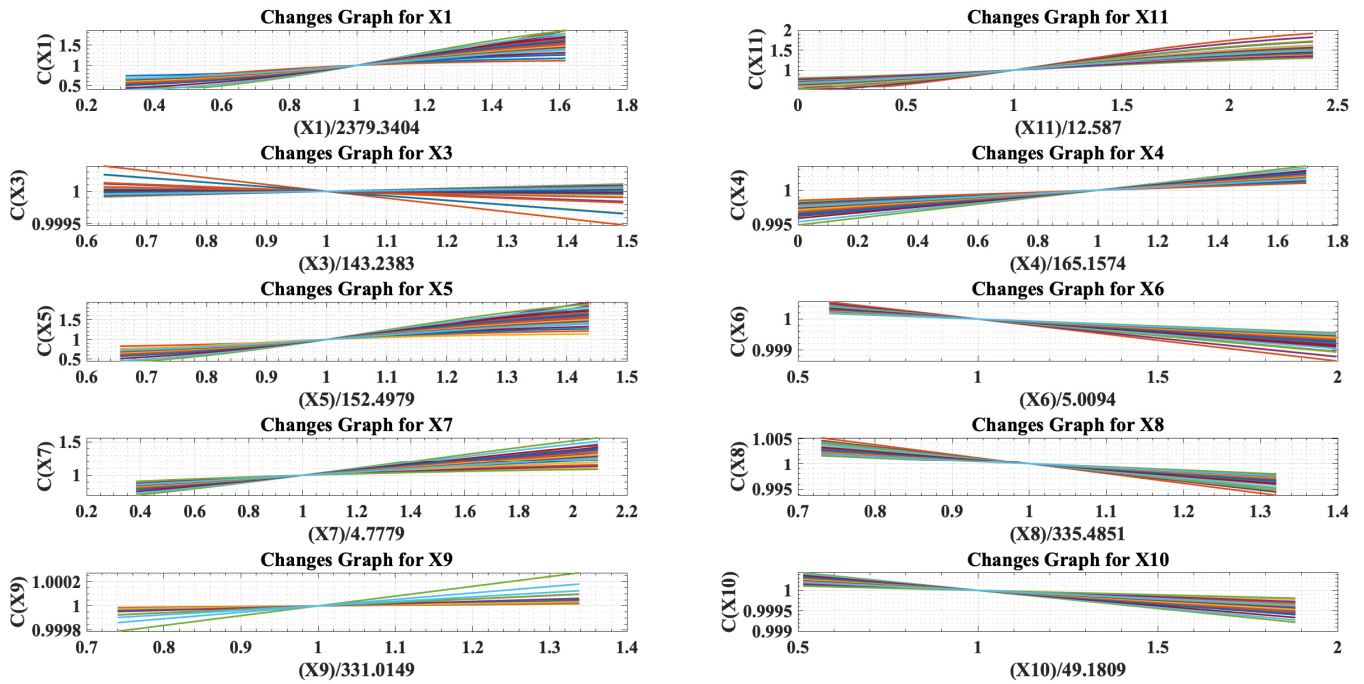 Changes Graph for X1
C(X1)
1.5
1
0.5
0.2 0.4 0.6 0.8 1 1.2 1.4 1.6 1.8
(X1)/2379.3404
Changes Graph for X11
C(X11)
2
1.5
1
0 0.5 1 1.5 2 2.5
(X11)/12.587
Changes Graph for X3
C(X3)
1
0.9995
0.6 0.7 0.8 0.9 1 1.1 1.2 1.3 1.4 1.5
(X3)/143.2383
Changes Graph for X4
C(X4)
1
0.995
0 0.2 0.4 0.6 0.8 1 1.2 1.4 1.6 1.8
(X4)/165.1574
Changes Graph for X5
C(X5)
1.5
1
0.5
0.6 0.7 0.8 0.9 1 1.1 1.2 1.3 1.4 1.5
(X5)/152.4979
Changes Graph for X6
C(X6)
1
0.999
0.5 1 1.5 2
(X6)/5.0094
Changes Graph for X7
C(X7)
1.5
1
0.2 0.4 0.6 0.8 1 1.2 1.4 1.6 1.8 2 2.2
(X7)/4.7779
Changes Graph for X8
C(X8)
1.005
1
0.995
0.7 0.8 0.9 1 1.1 1.2 1.3 1.4
(X8)/335.4851
Changes Graph for X9
C(X9)
1.0002
1
0.9998
0.7 0.8 0.9 1 1.1 1.2 1.3 1.4
(X9)/331.0149
Changes Graph for X10
C(X10)
1
0.9995
0.999
0.5 1 1.5 2
(X10)/49.1809